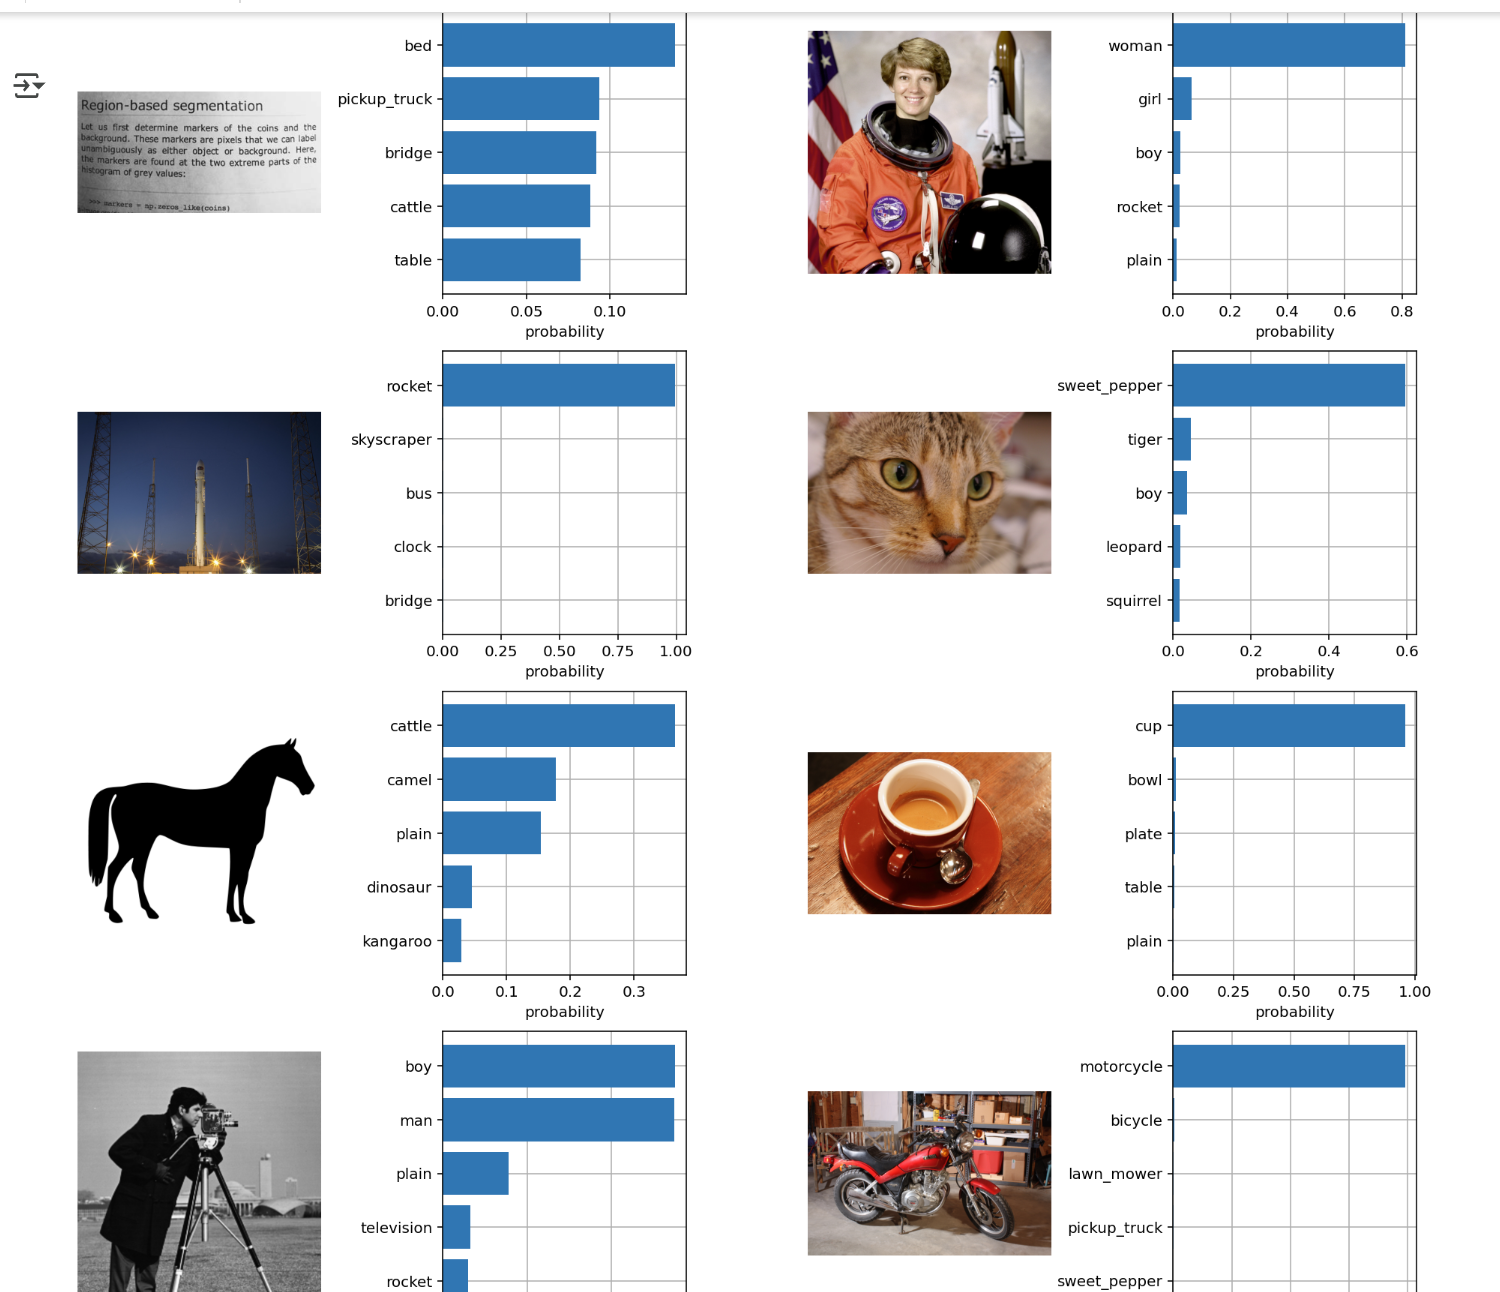 bed
pickup_truck
bridge
cattle
table
0.00 0.05 0.10
probability
Region-based segmentation
Let us first determine markers of the coins and the
background. These markers are pixels that we can label
unambiguously as either object or background. Here,
the markers are found at the two extreme parts of the
histogram of grey values:
>>> markers = np.zeros_like(coins)
woman
girl
boy
rocket
plain
0.0 0.2 0.4 0.6 0.8
probability
rocket
skyscraper
bus
clock
bridge
0.00 0.25 0.50 0.75 1.00
probability
sweet_pepper
tiger
boy
leopard
squirrel
0.0 0.2 0.4 0.6
probability
cattle
camel
plain
dinosaur
kangaroo
0.0 0.1 0.2 0.3
probability
cup
bowl
plate
table
plain
0.00 0.25 0.50 0.75 1.00
probability
boy
man
plain
television
rocket
motorcycle
bicycle
lawn_mower
pickup_truck
sweet_pepper